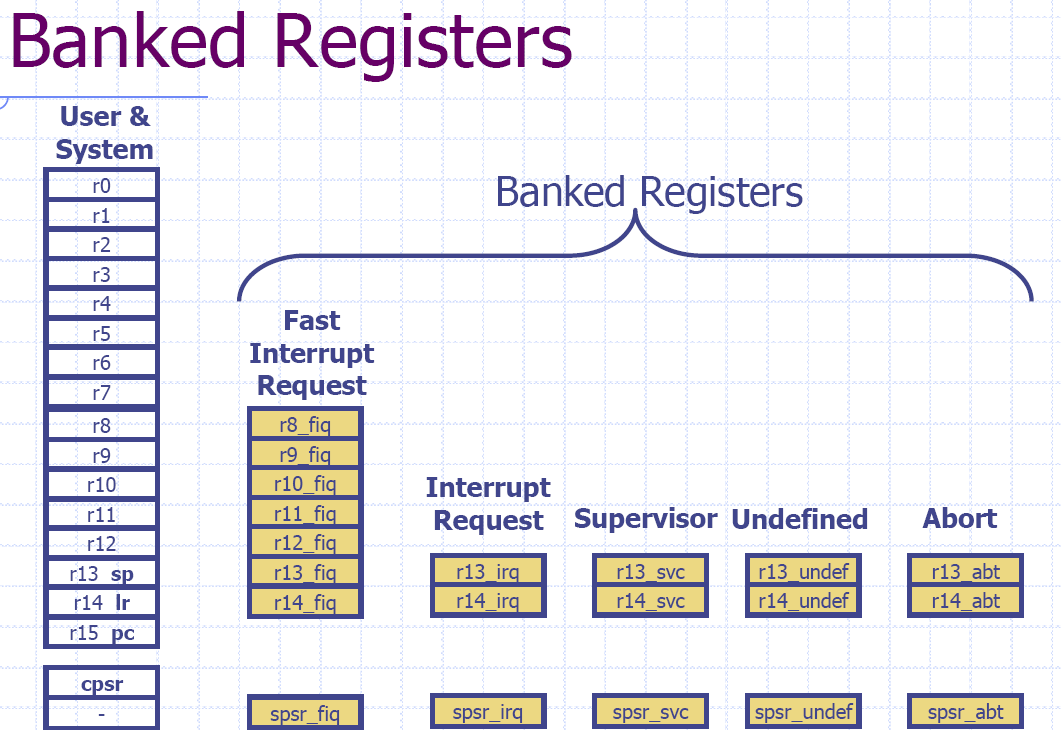 Banked Registers
User &
System
r0
r1
r2
r3
r4
r5
r6
r7
r8
r9
r10
r11
r12
r13 sp
r14 lr
r15 pc
cpsr
-
Banked Registers
Fast
Interrupt
Request
r8_fiq
r9_fiq
r10_fiq
r11_fiq
r12_fiq
r13_fiq
r14_fiq
spsr_fiq
Interrupt
Request
r13_irq
r14_irq
spsr_irq
Supervisor
r13_svc
r14_svc
spsr_svc
Undefined
r13_undef
r14_undef
spsr_undef
Abort
r13_abt
r14_abt
spsr_abt